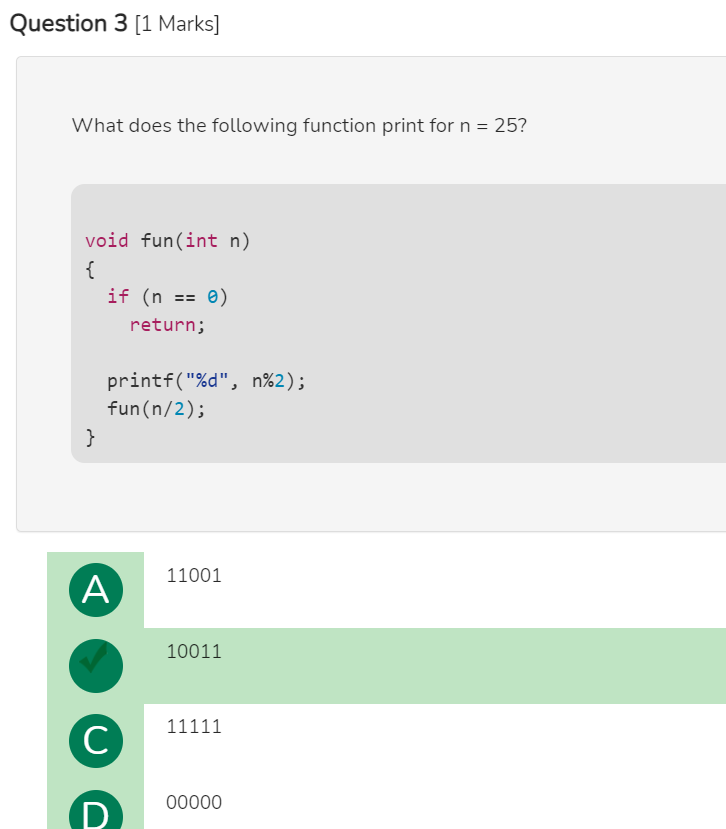 Question 3 [1 Marks]
What does the following function print for n = 25?
void fun(int n)
{
if (n == 0)
return;
printf("%d", n%2);
fun(n/2);
}
A 11001
10011
C 11111
D 00000